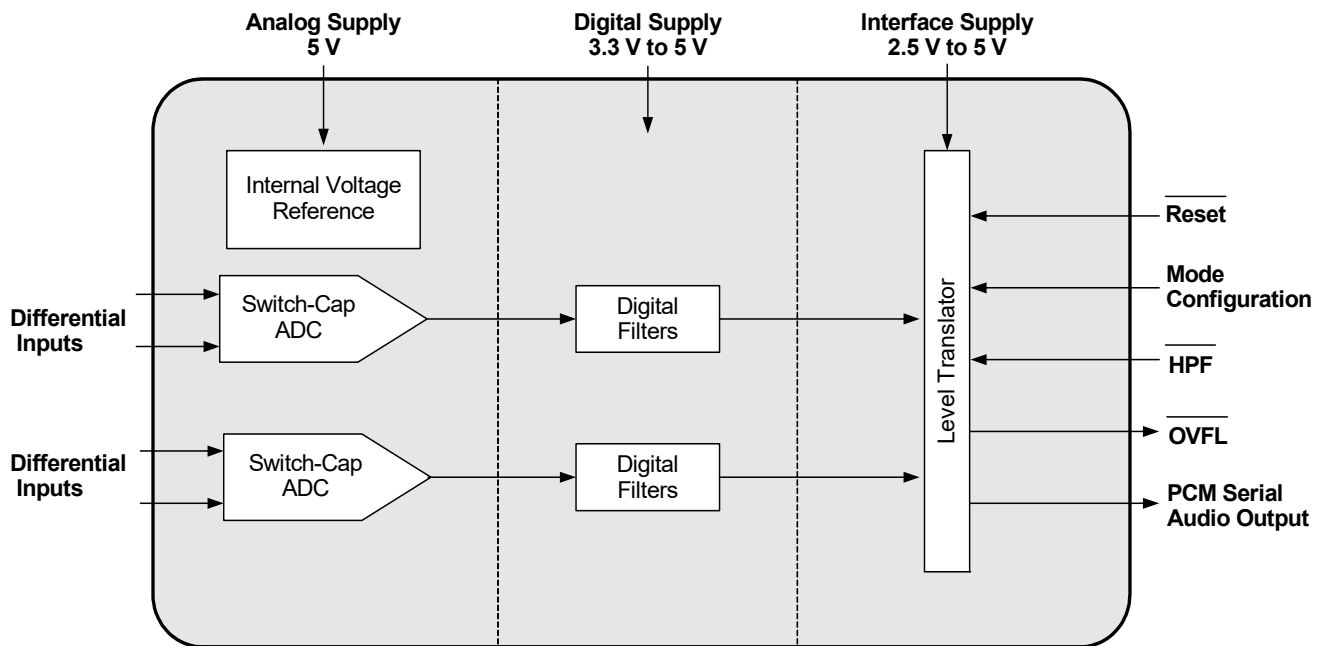 Analog Supply
5 V
Digital Supply
3.3 V to 5 V
Interface Supply
2.5 V to 5 V
Internal Voltage
Reference
Differential
Inputs
Switch-Cap
ADC
Digital
Filters
Differential
Inputs
Switch-Cap
ADC
Digital
Filters
Level Translator
Reset
Mode
Configuration
HPF
OVFL
PCM Serial
Audio Output